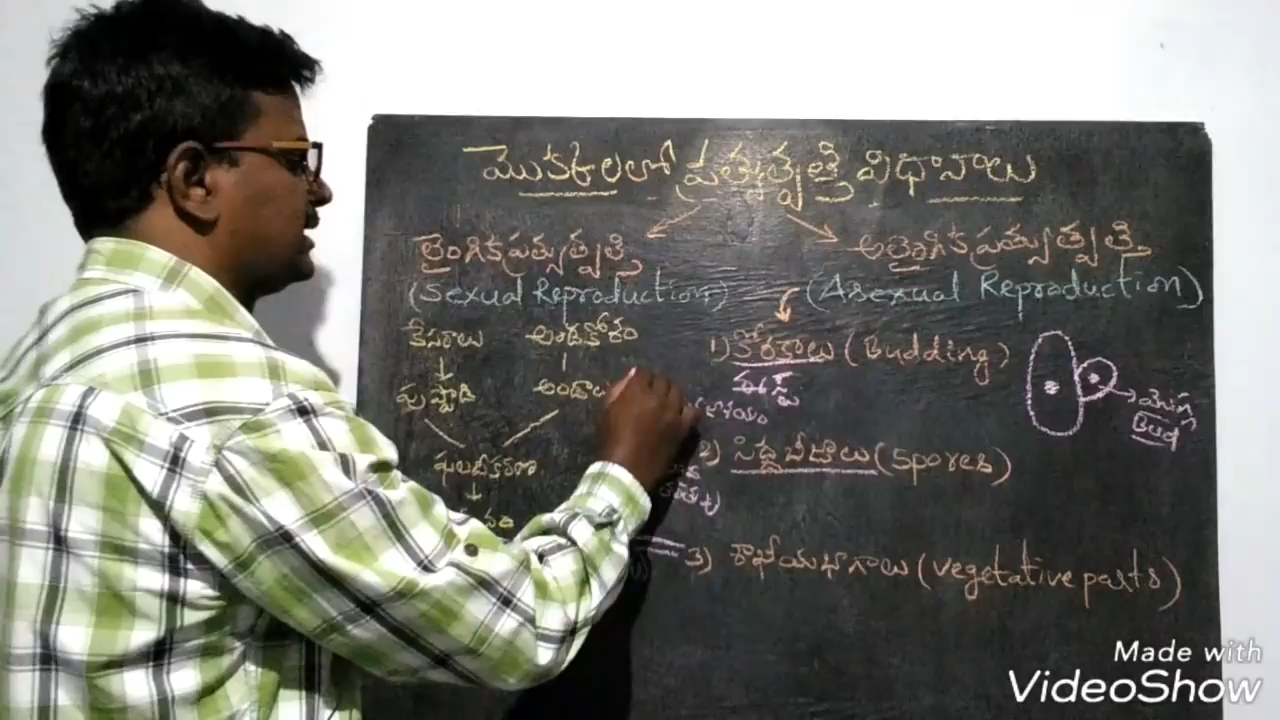 మొక్కలలో ప్రత్యుత్పత్తి విధానాలు
లైంగిక ప్రత్యుత్పత్తి
(Sexual Reproduction)
కేసరాలు అండకోశం
పుప్పొడి అండాలు
ఫలదీకరణ
అలైంగిక ప్రత్యుత్పత్తి
(Asexual Reproduction)
1) కోరకాలు (Budding)
ఈస్ట్
Bud
2) సిద్ధబీజాలు (Spores)
3) శాఖీయభాగాలు (vegetative parts)
Made with
VideoShow